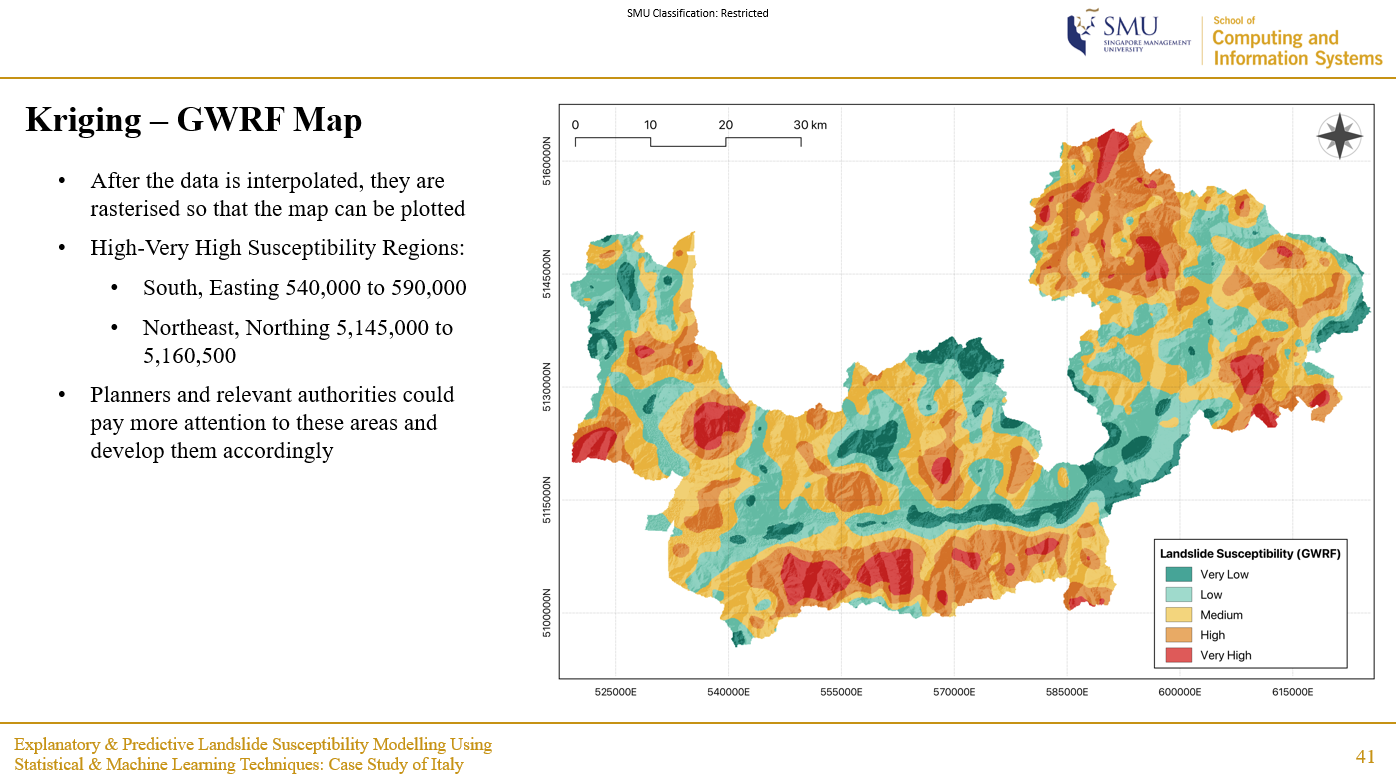 SMU Classification: Restricted
SMU
SINGAPORE MANAGEMENT
UNIVERSITY
School of
Computing and
Information Systems
Kriging – GWRF Map
• After the data is interpolated, they are
rasterised so that the map can be plotted
• High-Very High Susceptibility Regions:
• South, Easting 540,000 to 590,000
• Northeast, Northing 5,145,000 to
5,160,500
• Planners and relevant authorities could
pay more attention to these areas and
develop them accordingly
0 10 20 30 km
5160000N
5145000N
5130000N
5115000N
5100000N
525000E 540000E 555000E 570000E 585000E 600000E 615000E
Landslide Susceptibility (GWRF)
Very Low
Low
Medium
High
Very High
Explanatory & Predictive Landslide Susceptibility Modelling Using
Statistical & Machine Learning Techniques: Case Study of Italy
41